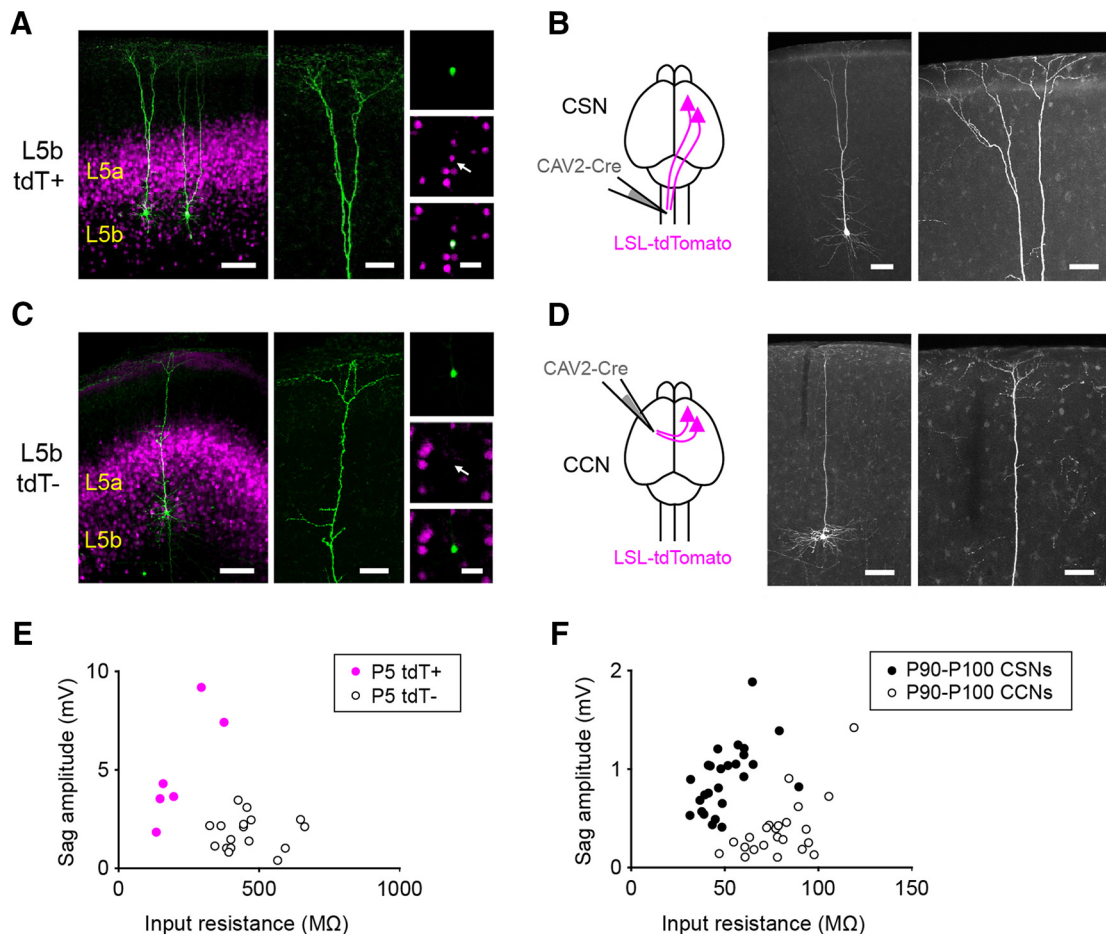 A
L5b
tdT+
L5a
L5b
B
CSN
CAV2-Cre
LSL-tdTomato
C
L5b
tdT-
L5a
L5b
D
CAV2-Cre
CCN
LSL-tdTomato
E
Sag amplitude (mV)
10
5
0
0
500
1000
Input resistance (MΩ)
P5 tdT+
P5 tdT-
F
Sag amplitude (mV)
2
1
0
0
50
100
150
Input resistance (MΩ)
P90-P100 CSNs
P90-P100 CCNs